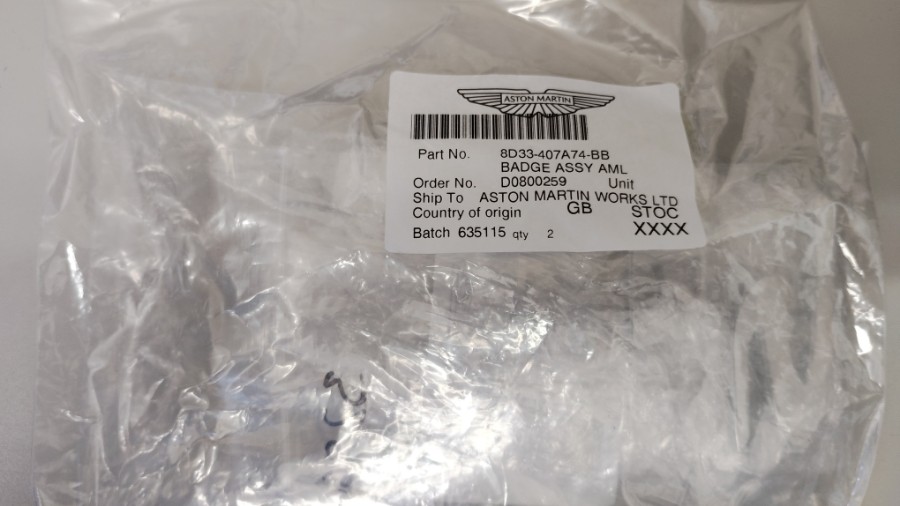 ASTON MARTIN
Part No. 8D33-407A74-BB
BADGE ASSY AML
Order No. D0800259 Unit
Ship To ASTON MARTIN WORKS LTD
Country of origin GB STOC
Batch 635115 qty 2 XXXX